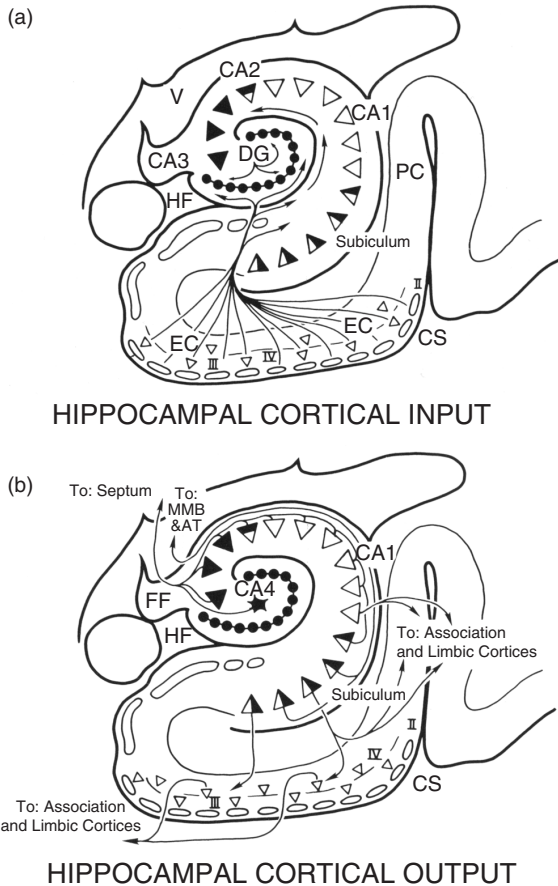 (a)
CA2
V
CA1
CA3
DG
PC
HF
Subiculum
II
EC
EC
III
IV
CS
HIPPOCAMPAL CORTICAL INPUT
(b)
To: Septum
To:
MMB
&AT
CA1
CA4
FF
HF
To: Association
and Limbic Cortices
Subiculum
II
IV
III
CS
To: Association
and Limbic Cortices
HIPPOCAMPAL CORTICAL OUTPUT